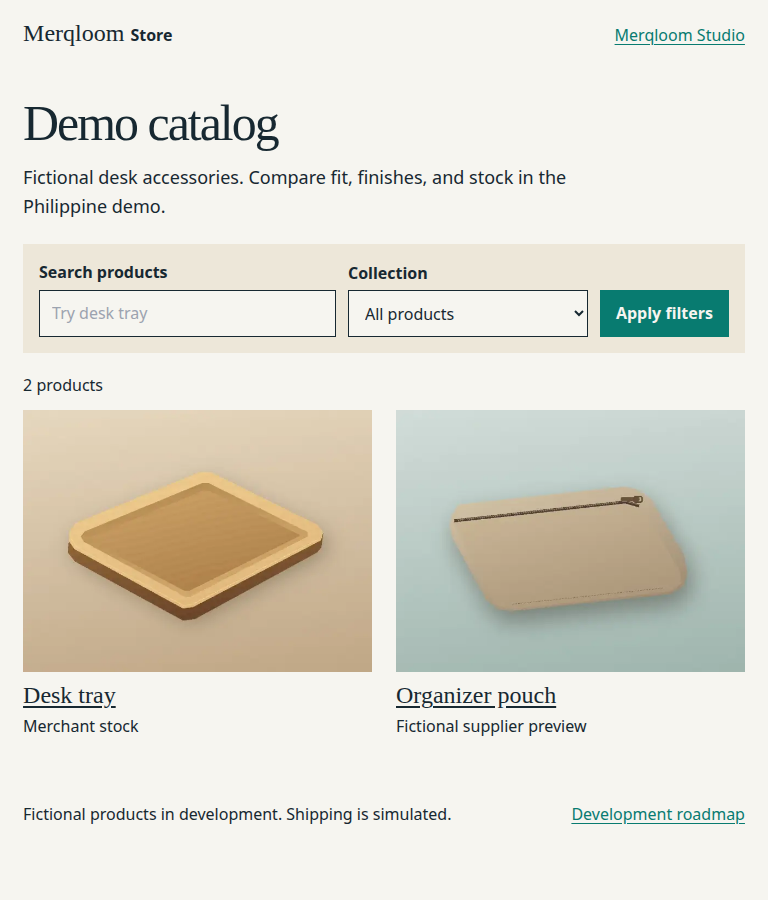 Merqloom Store
Merqloom Studio
Demo catalog
Fictional desk accessories. Compare fit, finishes, and stock in the
Philippine demo.
Search products
Collection
Try desk tray
All products
Apply filters
2 products
Desk tray
Merchant stock
Organizer pouch
Fictional supplier preview
Fictional products in development. Shipping is simulated.
Development roadmap